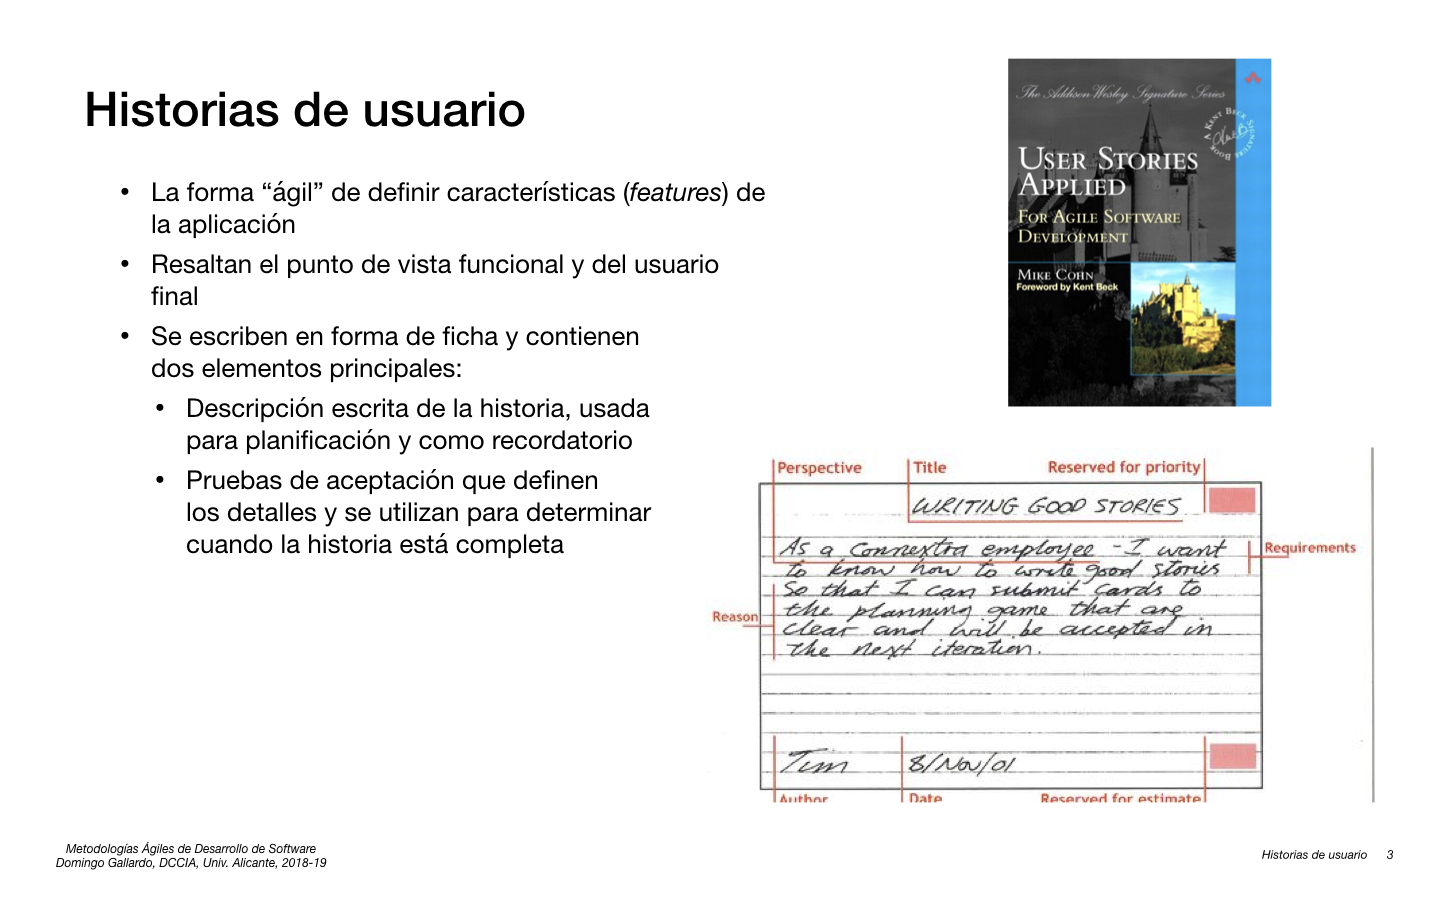 Historias de usuario
• La forma “ágil” de definir características (features) de
la aplicación
• Resaltan el punto de vista funcional y del usuario
final
• Se escriben en forma de ficha y contienen
dos elementos principales:
• Descripción escrita de la historia, usada
para planificación y como recordatorio
• Pruebas de aceptación que definen
los detalles y se utilizan para determinar
cuando la historia está completa
The Addison Wesley Signature Series
A KENT BECK SIGNATURE BOOK
USER STORIES
APPLIED
FOR AGILE SOFTWARE
DEVELOPMENT
MIKE COHN
Foreword by Kent Beck
Perspective Title Reserved for priority
WRITING GOOD STORIES
As a Connextra employee - I want
to know how to write good stories
So that I can submit cards to
the planning game that are
clear and will be accepted in
the next iteration.
Requirements
Reason
Tim 8/Nov/01
Author Date Reserved for estimate
Metodologías Ágiles de Desarrollo de Software
Domingo Gallardo, DCCIA, Univ. Alicante, 2018-19
Historias de usuario 3